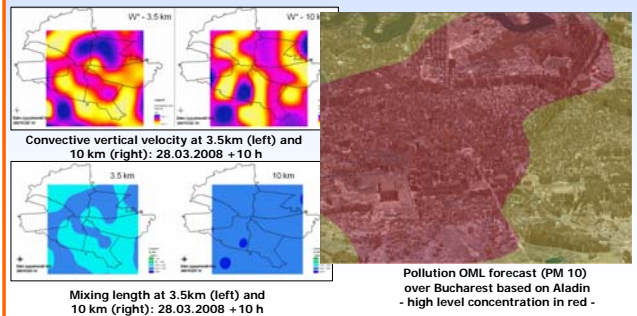 W* - 3.5 km
W* - 10 k
Convective vertical velocity at 3.5km (left) and
10 km (right): 28.03.2008 +10 h
3.5 km
10 km
Mixing length at 3.5km (left) and
10 km (right): 28.03.2008 +10 h
Pollution OML forecast (PM 10)
over Bucharest based on Aladin
- high level concentration in red -